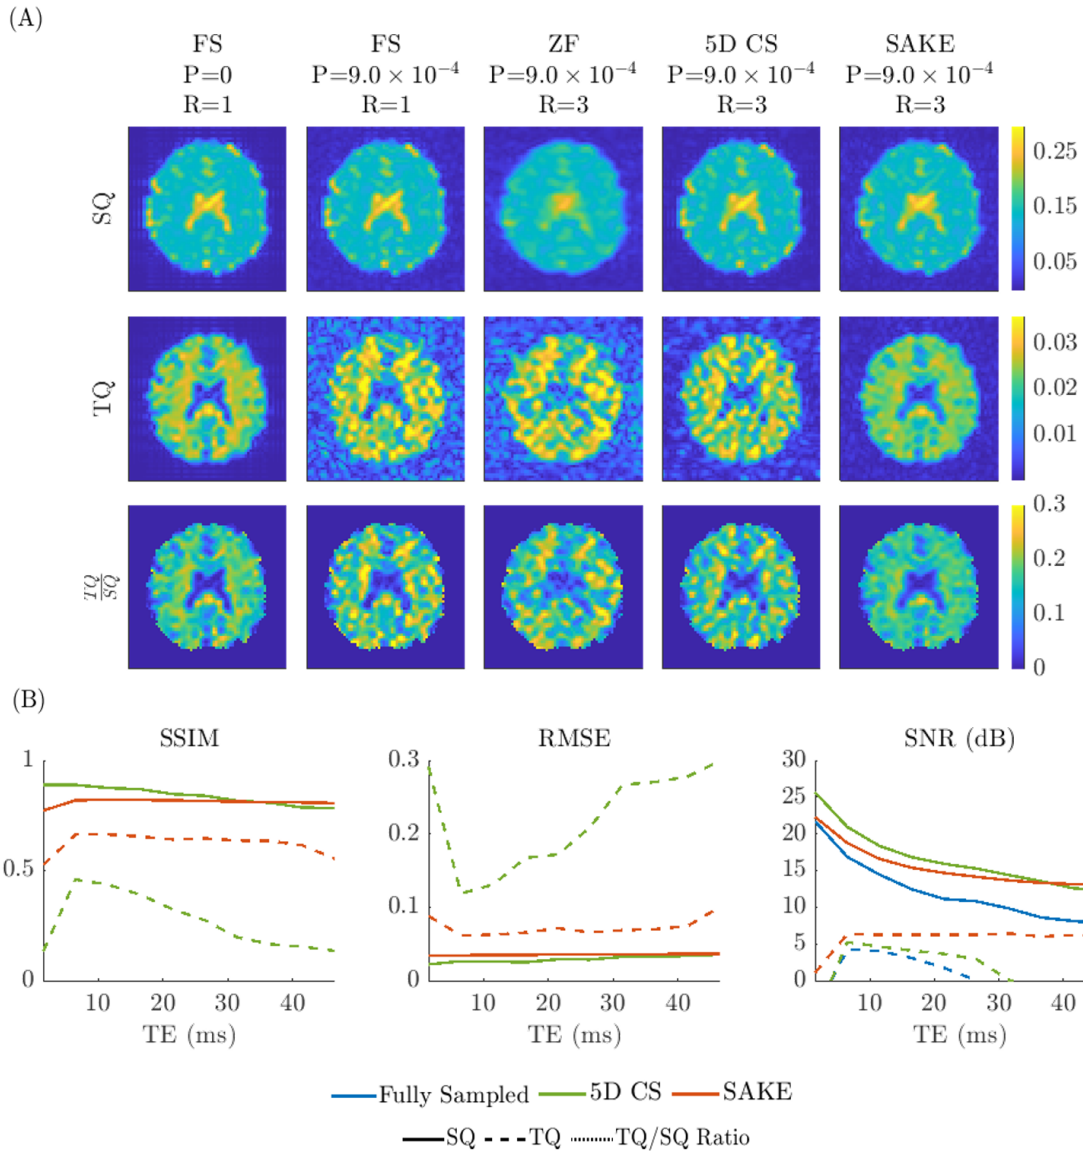 (A)
FS FS ZF 5D CS SAKE
P=0 P=9.0 × 10⁻⁴ P=9.0 × 10⁻⁴ P=9.0 × 10⁻⁴ P=9.0 × 10⁻⁴
R=1 R=1 R=3 R=3 R=3
SQ
0.25
0.15
0.05
TQ
0.03
0.02
0.01
TQ/SQ
0.3
0.2
0.1
0
(B)
SSIM RMSE SNR (dB)
1 0.3 30
25
0.2 20
0.5 15
0.1 10
5
0 0 0
10 20 30 40 10 20 30 40 10 20 30 40
TE (ms) TE (ms) TE (ms)
Fully Sampled 5D CS SAKE
SQ TQ TQ/SQ Ratio